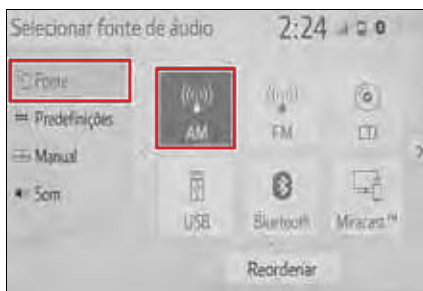 Selecionar fonte de áudio 2:24
Fonte
Predefinições
Manual
Som
AM
FM
CD
USB
Bluetooth
Miracast™
Reordenar